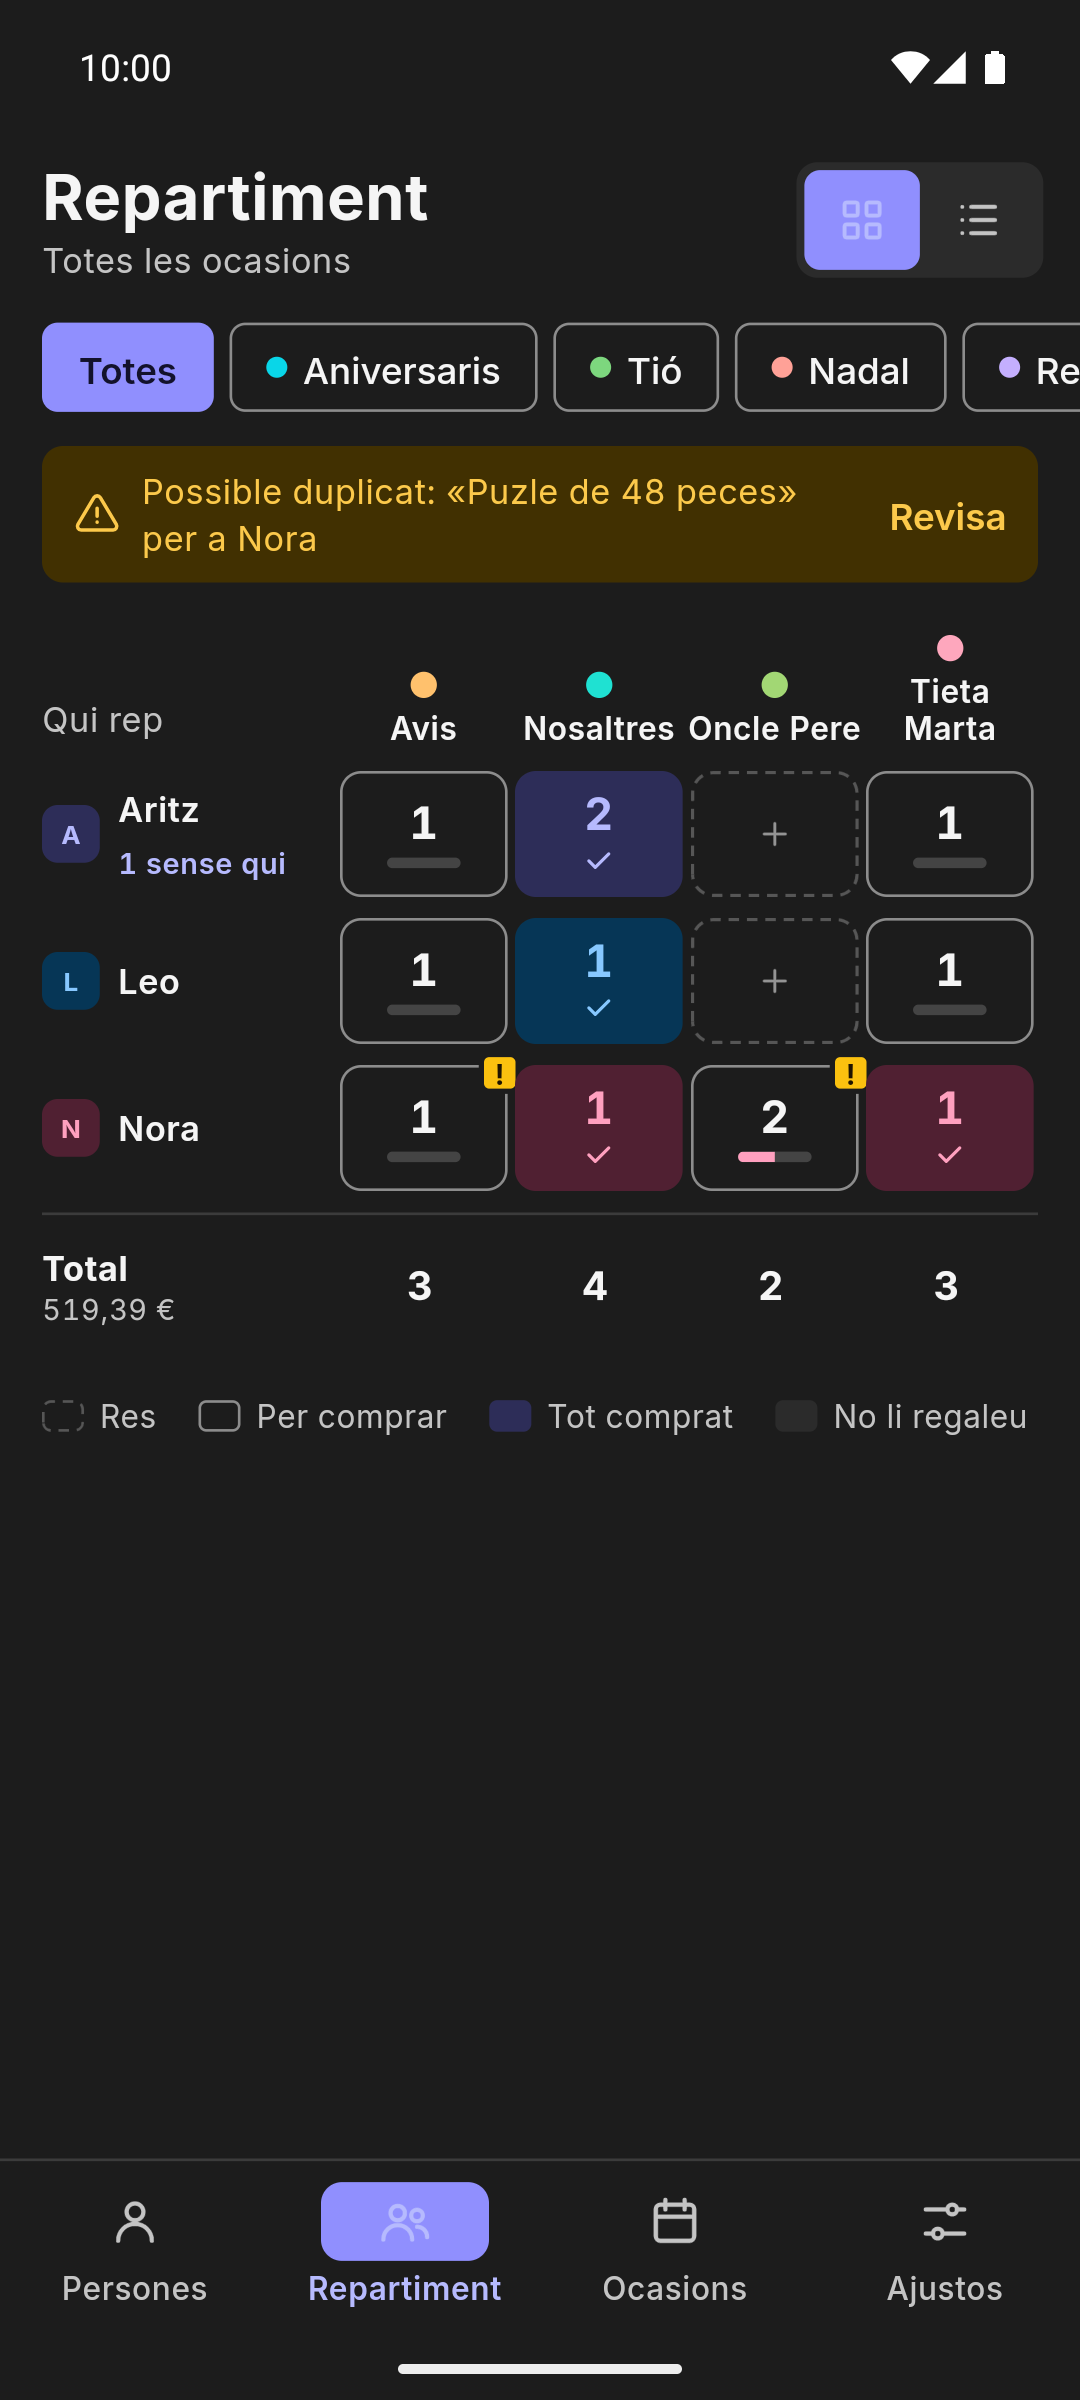 10:00
Repartiment
Totes les ocasions
Totes
Aniversaris
Tió
Nadal
Re
Possible duplicat: «Puzle de 48 peces»
per a Nora
Revisa
Qui rep
Avis
Nosaltres
Oncle Pere
Tieta
Marta
A
Aritz
1 sense qui
1
2
+
1
L
Leo
1
1
+
1
N
Nora
1
!
1
2
!
1
Total
519,39 €
3
4
2
3
Res
Per comprar
Tot comprat
No li regaleu
Persones
Repartiment
Ocasions
Ajustos